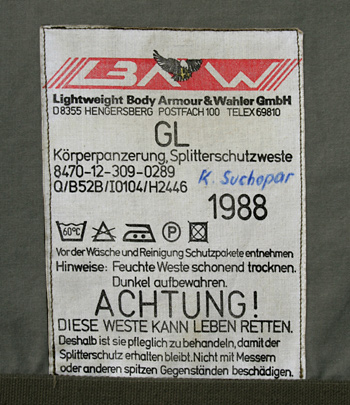 LBAW
Lightweight Body Armour & Wahler GmbH
D 8355 HENGERSBERG POSTFACH 100 TELEX 69810
GL
Körperpanzerung, Splitterschutzweste
8470-12-309-0289
Q/B52B/I0104/H2446
K. Suchopar
1988
60°C P
Vor der Wäsche und Reinigung Schutzpakete entnehmen
Hinweise: Feuchte Weste schonend trocknen.
Dunkel aufbewahren.
ACHTUNG!
DIESE WESTE KANN LEBEN RETTEN.
Deshalb ist sie pfleglich zu behandeln, damit der
Splitterschutz erhalten bleibt. Nicht mit Messern
oder anderen spitzen Gegenständen beschädigen.